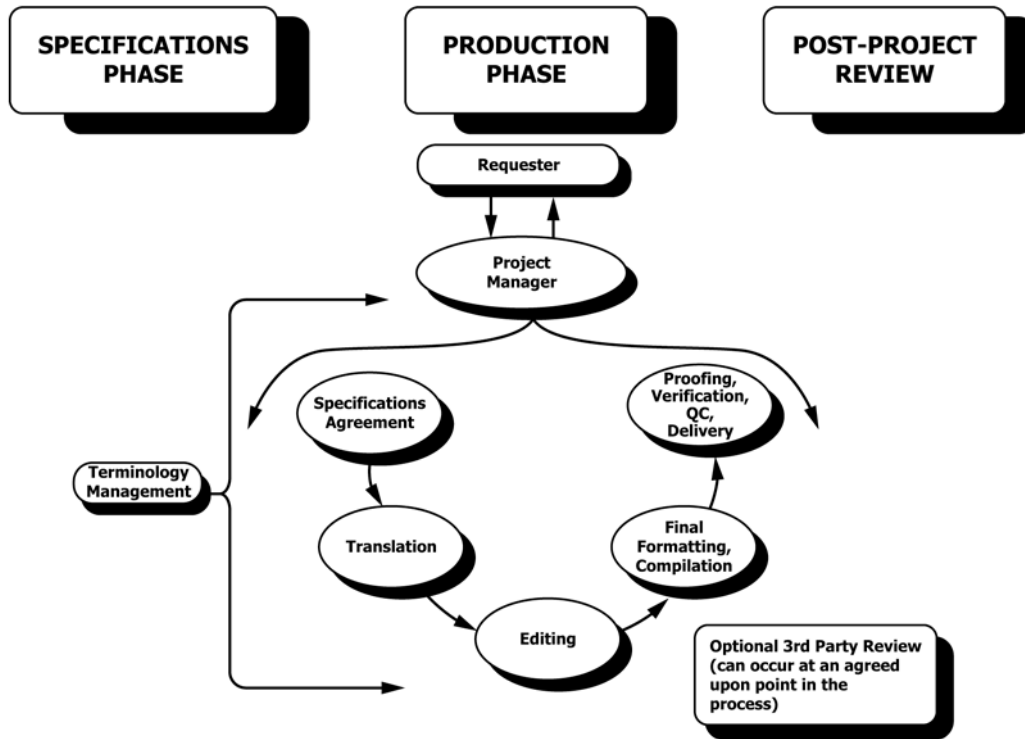 SPECIFICATIONS
PHASE
PRODUCTION
PHASE
POST-PROJECT
REVIEW
Requester
Project
Manager
Specifications
Agreement
Proofing,
Verification,
QC,
Delivery
Terminology
Management
Translation
Final
Formatting,
Compilation
Editing
Optional 3rd Party Review
(can occur at an agreed
upon point in the
process)